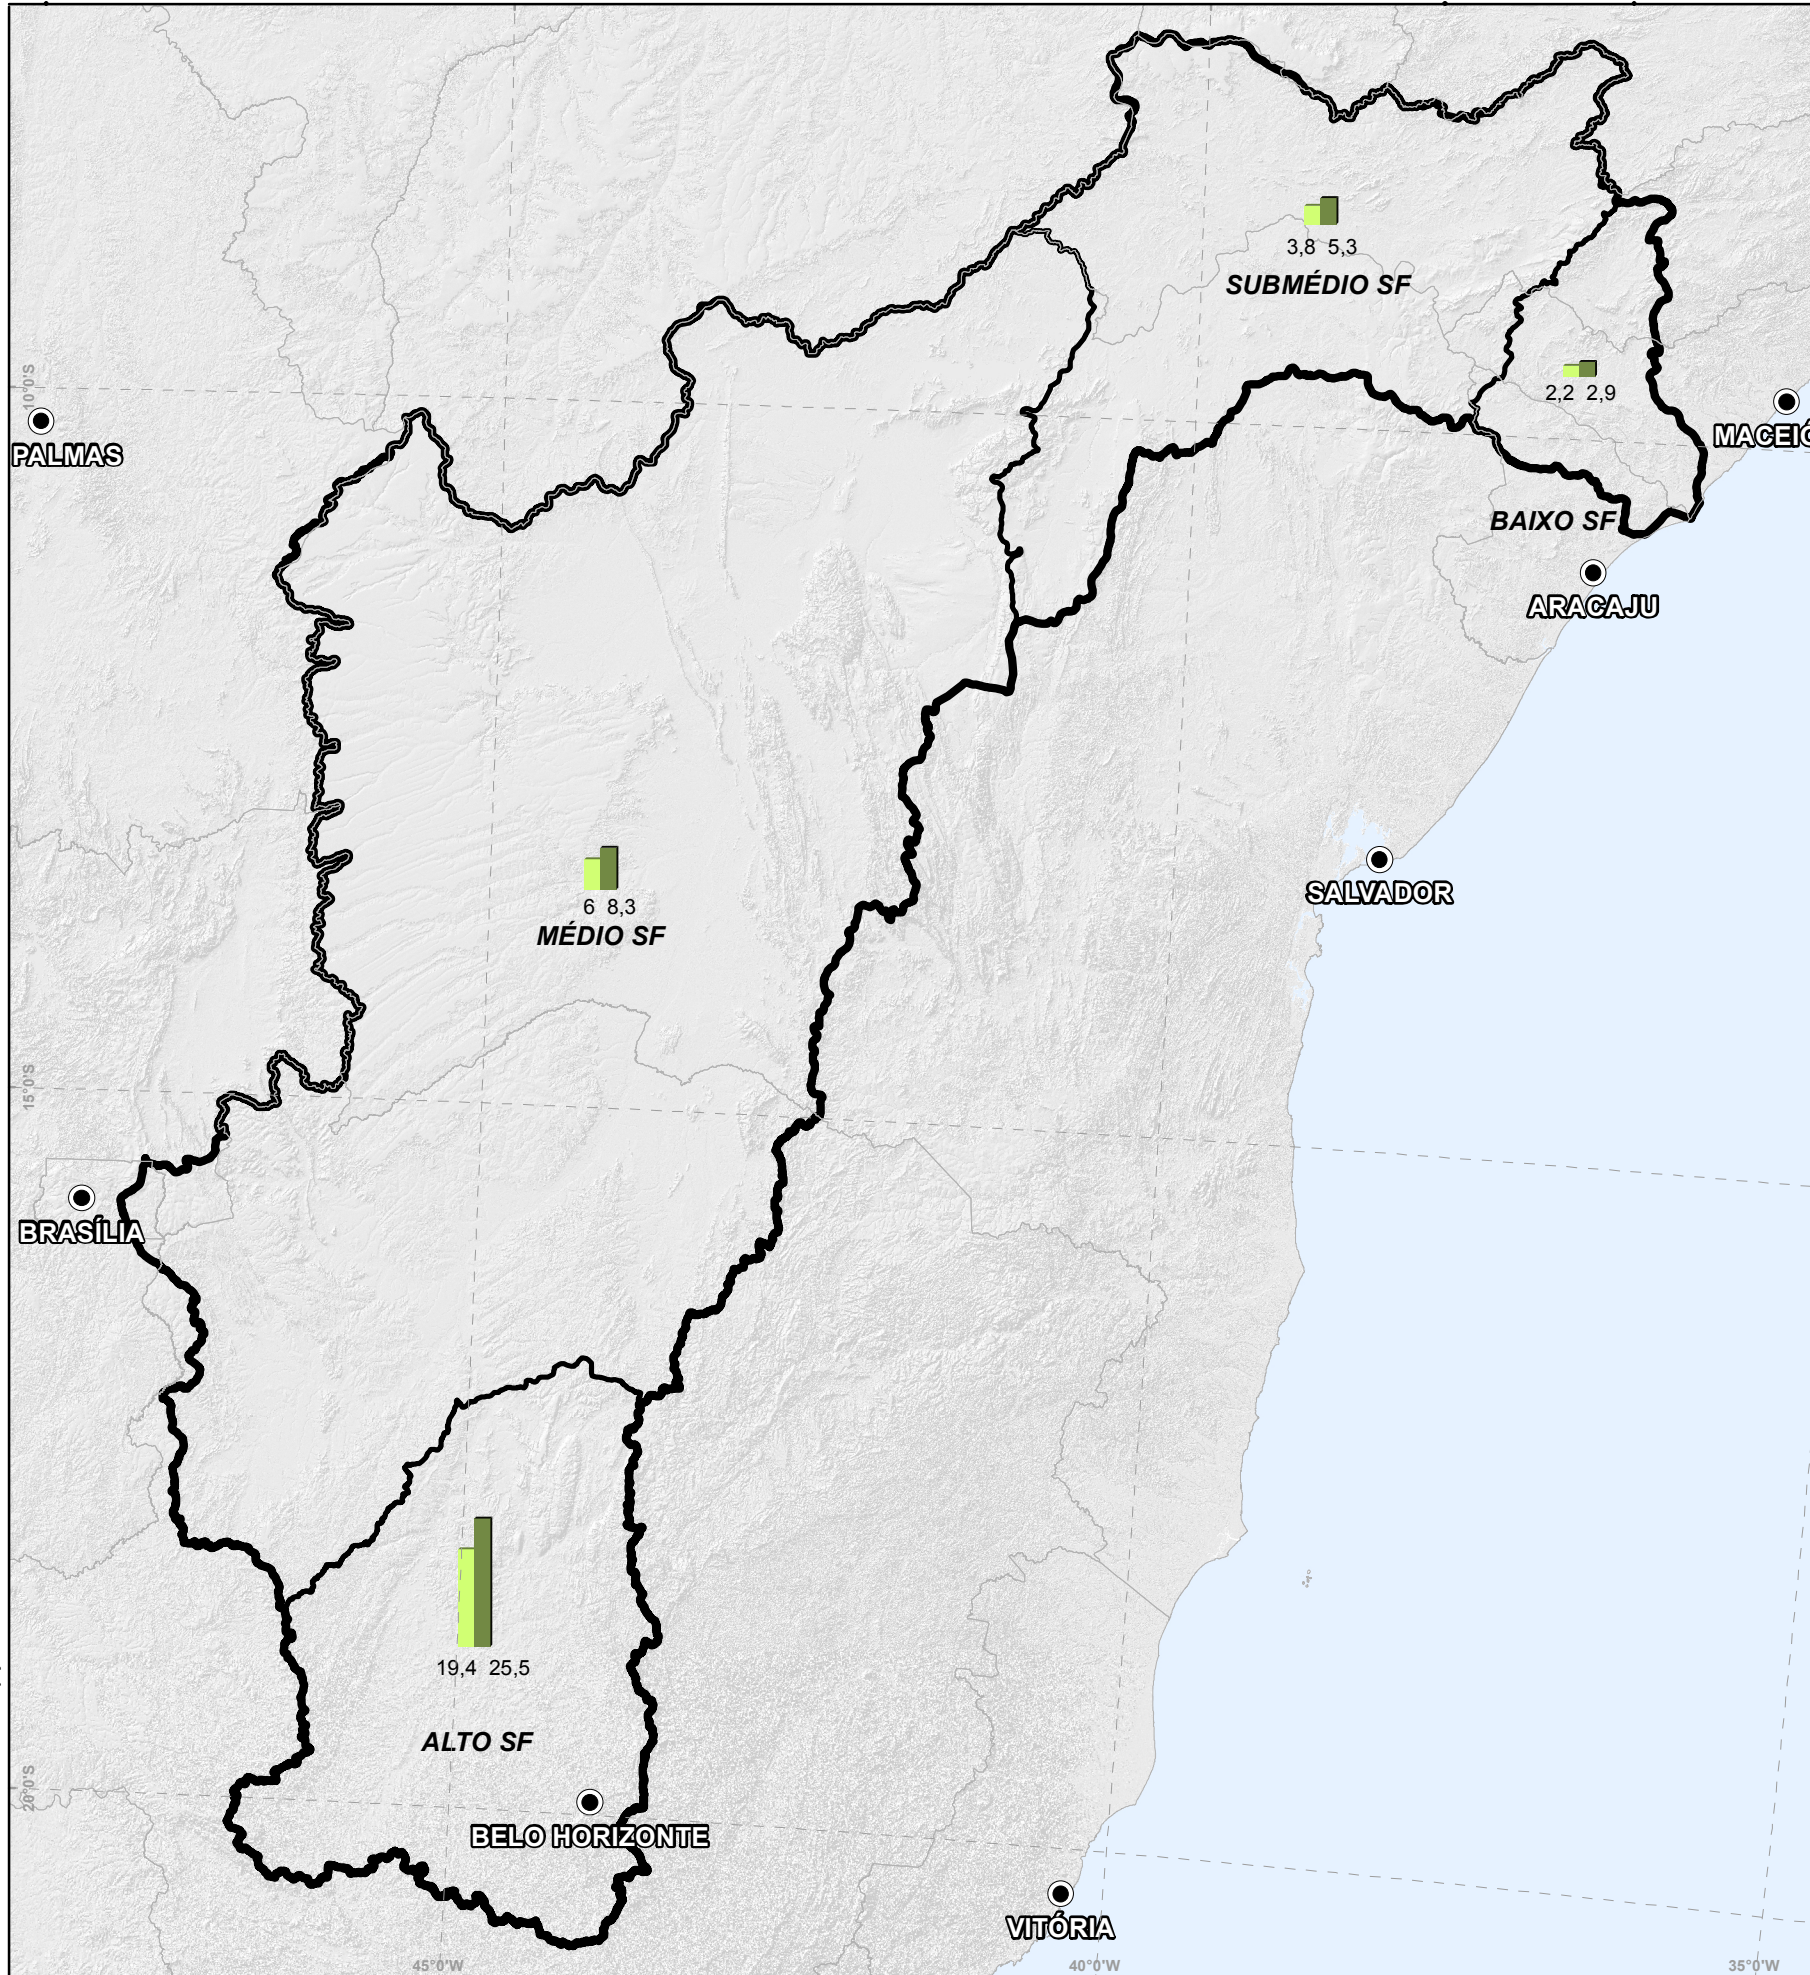 3,8 5,3
SUBMÉDIO SF
10°0'S
2,2 2,9
PALMAS
MACEIÓ
BAIXO SF
ARACAJU
SALVADOR
6 8,3
MÉDIO SF
15°0'S
BRASÍLIA
19,4 25,5
ALTO SF
20°0'S
BELO HORIZONTE
VITÓRIA
45°0'W
40°0'W
35°0'W